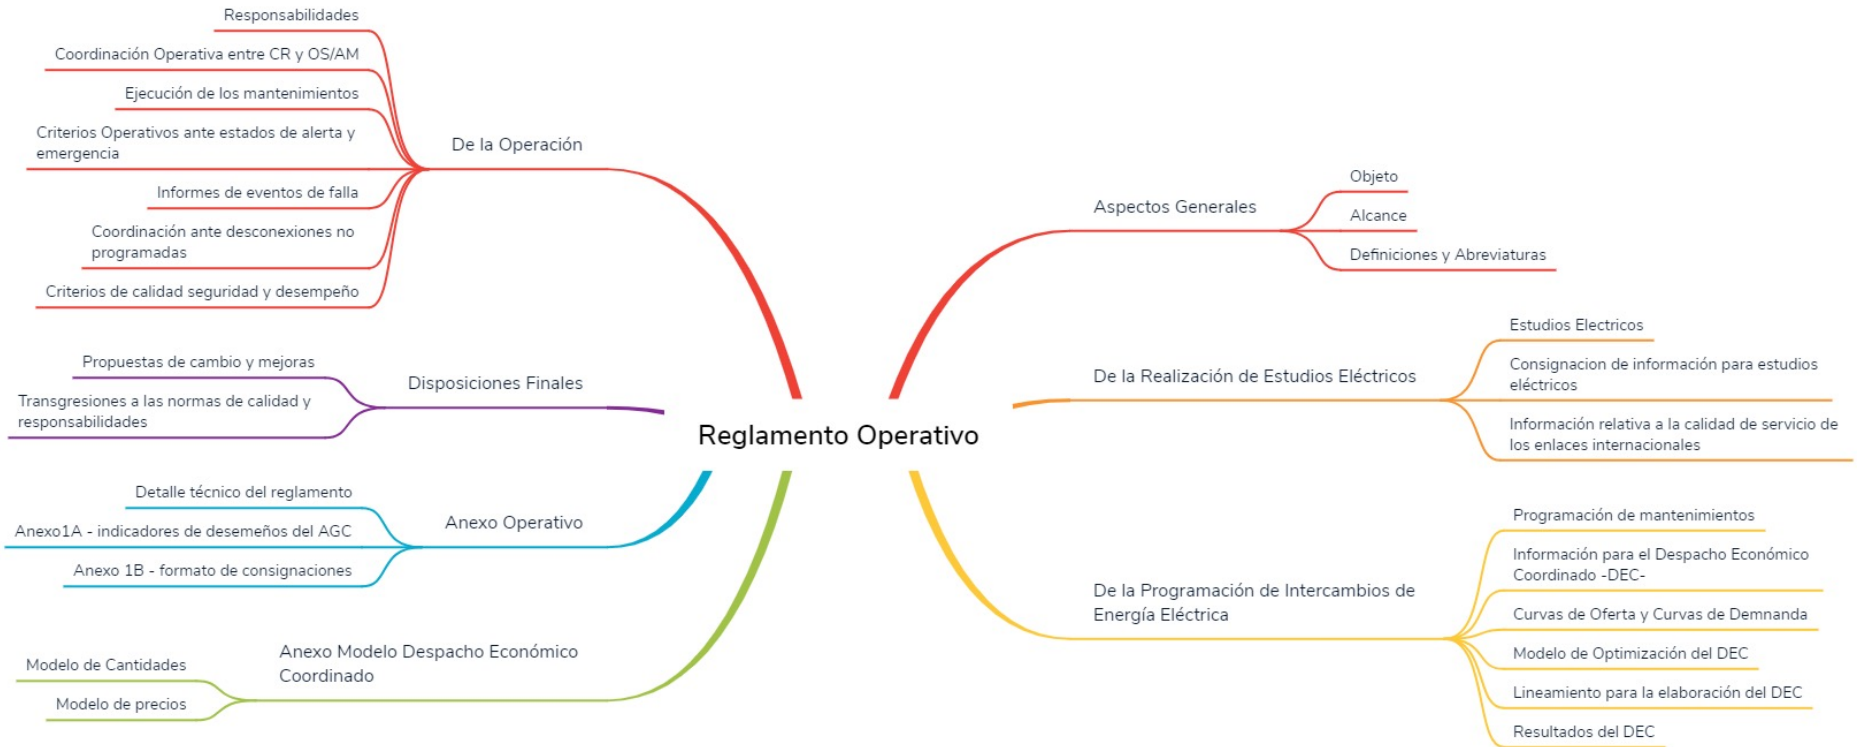 Reglamento Operativo
Aspectos Generales
Objeto
Alcance
Definiciones y Abreviaturas
De la Realización de Estudios Eléctricos
Estudios Electricos
Consignacion de información para estudios
eléctricos
Información relativa a la calidad de servicio de
los enlaces internacionales
De la Programación de Intercambios de
Energía Eléctrica
Programación de mantenimientos
Información para el Despacho Económico
Coordinado -DEC-
Curvas de Oferta y Curvas de Demnanda
Modelo de Optimización del DEC
Lineamiento para la elaboración del DEC
Resultados del DEC
De la Operación
Responsabilidades
Coordinación Operativa entre CR y OS/AM
Ejecución de los mantenimientos
Criterios Operativos ante estados de alerta y
emergencia
Informes de eventos de falla
Coordinación ante desconexiones no
programadas
Criterios de calidad seguridad y desempeño
Disposiciones Finales
Propuestas de cambio y mejoras
Transgresiones a las normas de calidad y
responsabilidades
Anexo Operativo
Detalle técnico del reglamento
Anexo1A - indicadores de desemeños del AGC
Anexo 1B - formato de consignaciones
Anexo Modelo Despacho Económico
Coordinado
Modelo de Cantidades
Modelo de precios